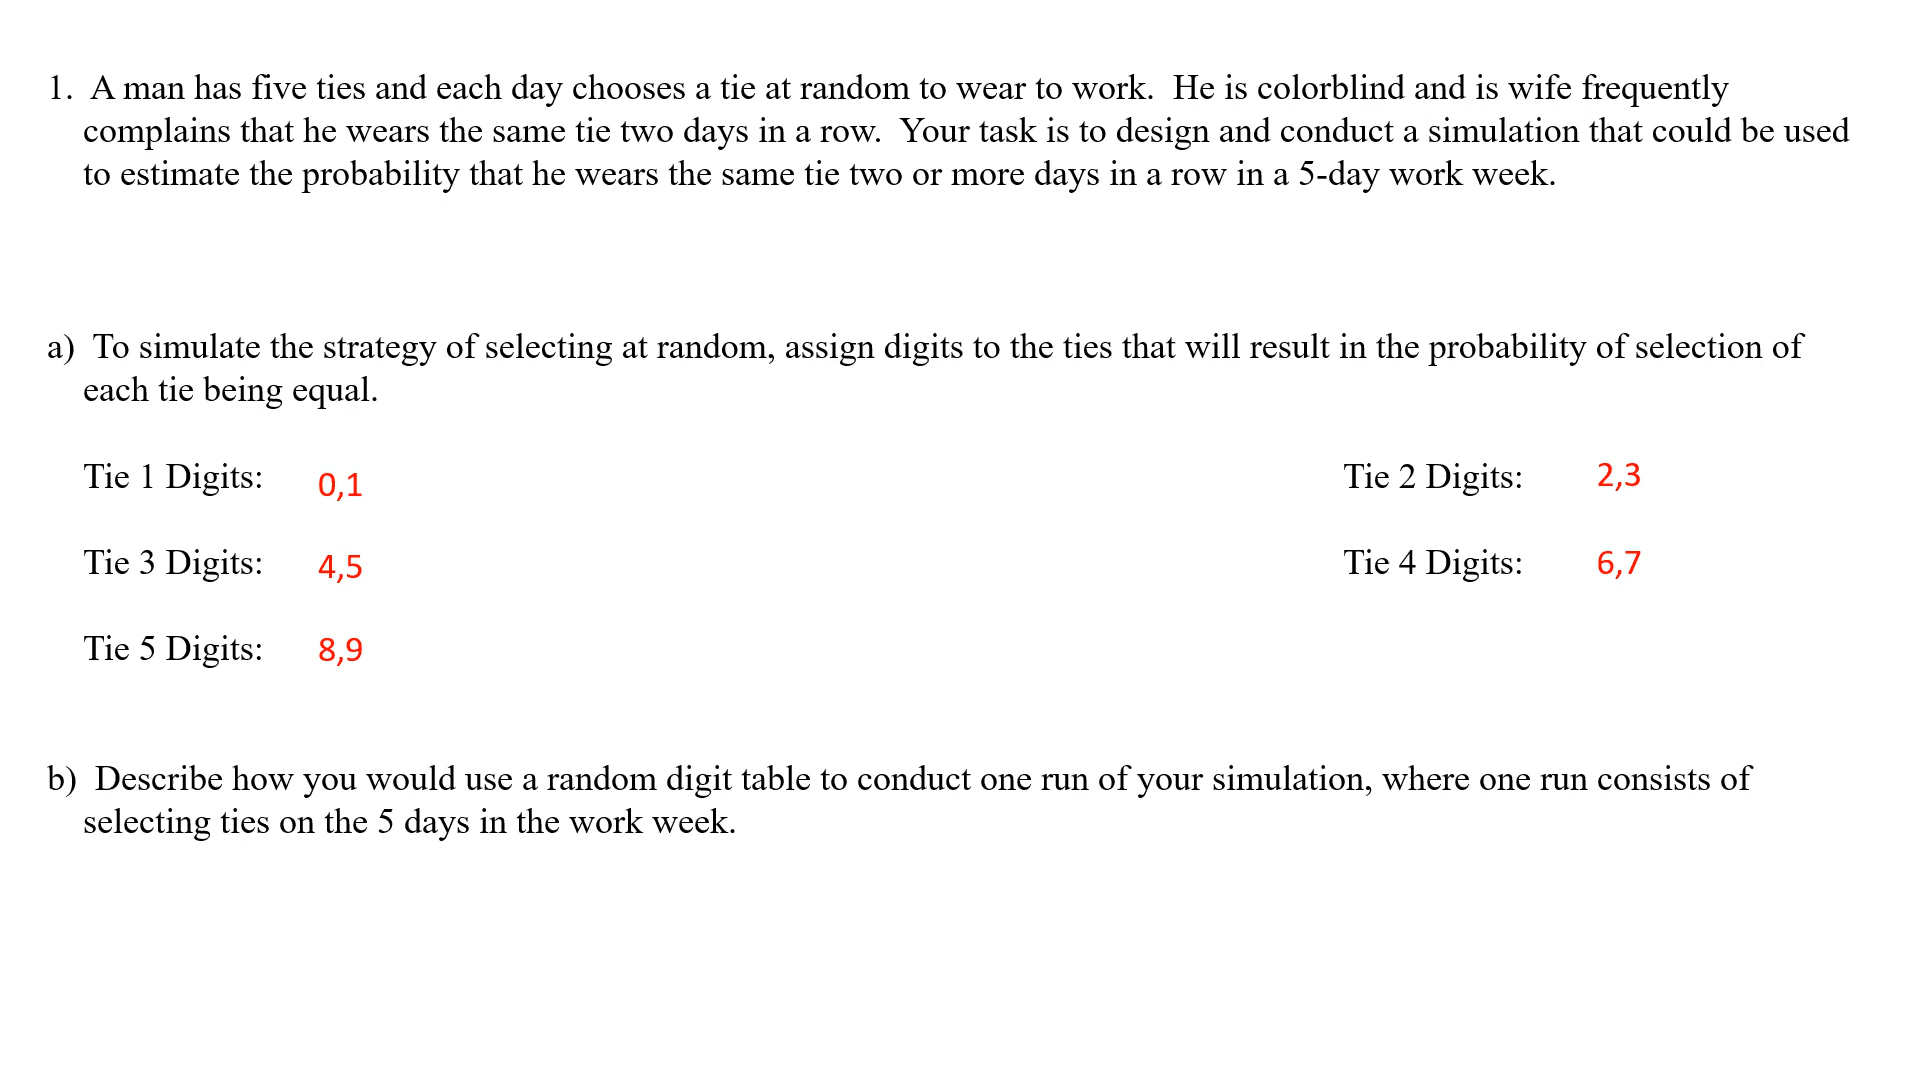 1. A man has five ties and each day chooses a tie at random to wear to work. He is colorblind and is wife frequently
complains that he wears the same tie two days in a row. Your task is to design and conduct a simulation that could be used
to estimate the probability that he wears the same tie two or more days in a row in a 5-day work week.
a) To simulate the strategy of selecting at random, assign digits to the ties that will result in the probability of selection of
each tie being equal.
Tie 1 Digits: 0,1 Tie 2 Digits: 2,3
Tie 3 Digits: 4,5 Tie 4 Digits: 6,7
Tie 5 Digits: 8,9
b) Describe how you would use a random digit table to conduct one run of your simulation, where one run consists of
selecting ties on the 5 days in the work week.